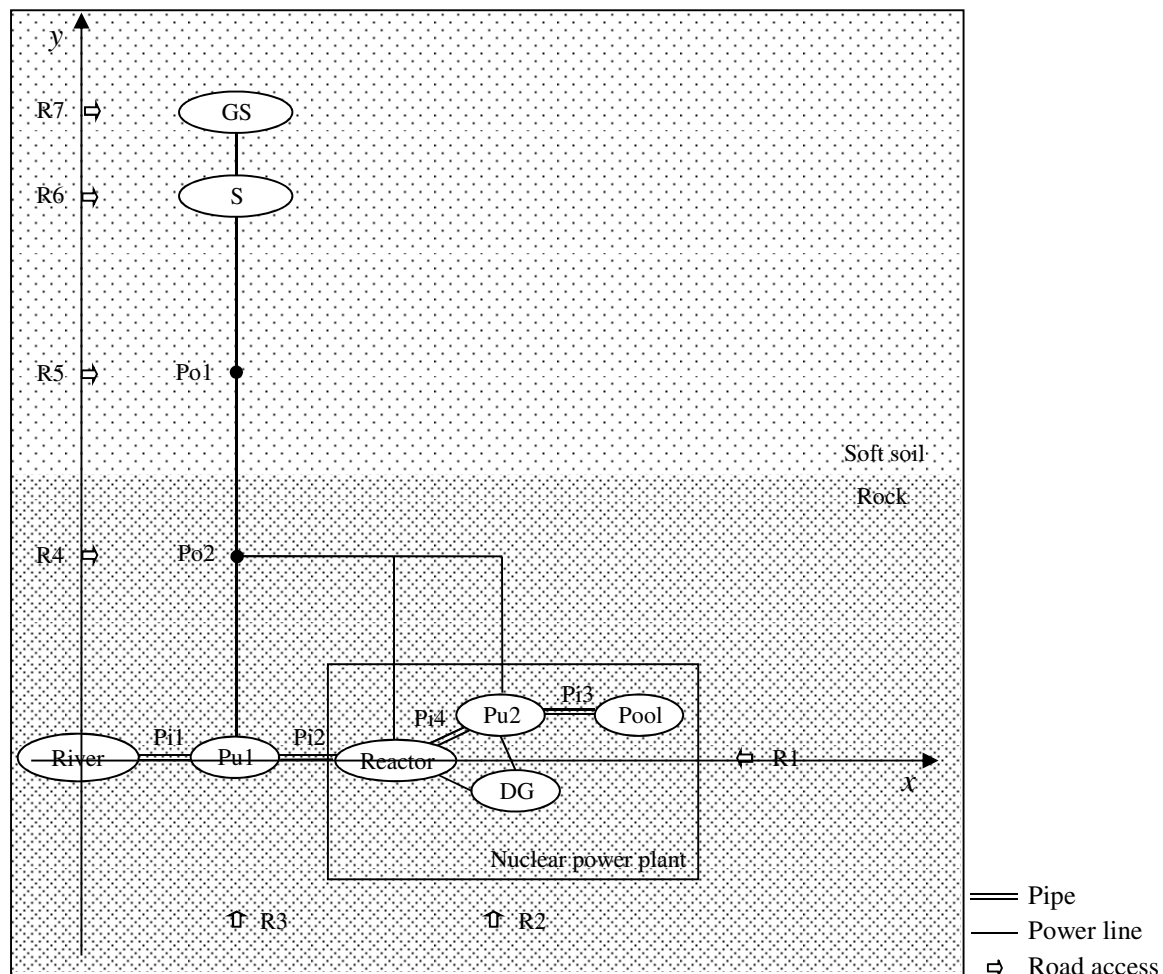 y
R7
GS
R6
S
R5
Po1
Soft soil
Rock
R4
Po2
Pi3
Pi4
Pu2
Pool
Pi1
Pi2
River
Pu1
Reactor
R1
x
DG
Nuclear power plant
R3
R2
Pipe
Power line
Road access